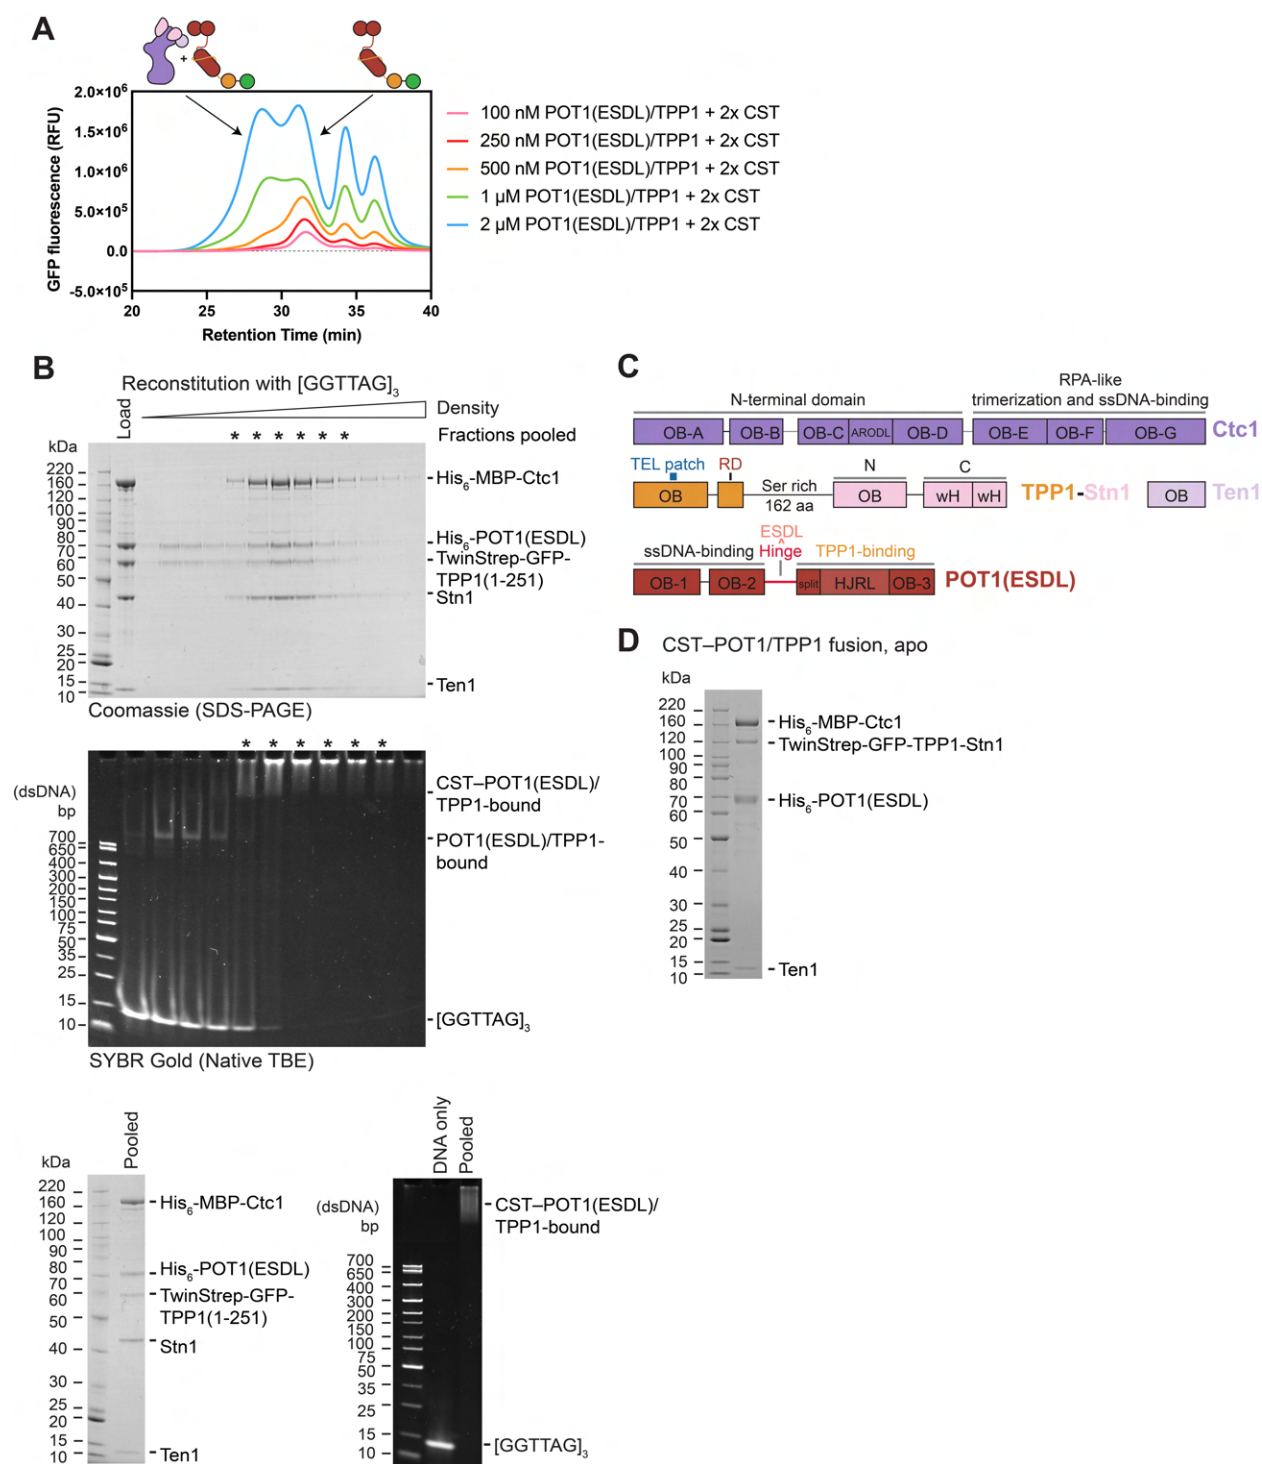 A
+
GFP fluorescence (RFU)
2.0×10⁶
1.5×10⁶
1.0×10⁶
5.0×10⁵
0.0
-5.0×10⁵
20 25 30 35 40
Retention Time (min)
100 nM POT1(ESDL)/TPP1 + 2x CST
250 nM POT1(ESDL)/TPP1 + 2x CST
500 nM POT1(ESDL)/TPP1 + 2x CST
1 µM POT1(ESDL)/TPP1 + 2x CST
2 µM POT1(ESDL)/TPP1 + 2x CST
B
Reconstitution with [GGTTAG]₃
Load
Density
* * * * * * Fractions pooled
kDa
220
160
120
100
90
80
70
60
50
40
30
25
20
15
10
His₆-MBP-Ctc1
His₆-POT1(ESDL)
TwinStrep-GFP-
TPP1(1-251)
Stn1
Ten1
Coomassie (SDS-PAGE)
* * * * * *
(dsDNA)
bp
700
650
400
300
200
150
100
75
50
35
25
15
10
CST–POT1(ESDL)/
TPP1-bound
POT1(ESDL)/TPP1-
bound
[GGTTAG]₃
SYBR Gold (Native TBE)
Pooled
kDa
220
160
120
100
90
80
70
60
50
40
30
25
20
15
10
His₆-MBP-Ctc1
His₆-POT1(ESDL)
TwinStrep-GFP-
TPP1(1-251)
Stn1
Ten1
DNA only
Pooled
(dsDNA)
bp
700
650
400
300
200
150
100
75
50
35
25
15
10
CST–POT1(ESDL)/
TPP1-bound
[GGTTAG]₃
C
N-terminal domain
RPA-like
trimerization and ssDNA-binding
OB-A OB-B OB-C ARODL OB-D OB-E OB-F OB-G Ctc1
TEL patch RD N C
OB Ser rich 162 aa OB wH wH TPP1-Stn1 OB Ten1
ESDL
ssDNA-binding Hinge TPP1-binding
OB-1 OB-2 split HJRL OB-3 POT1(ESDL)
D
CST–POT1/TPP1 fusion, apo
kDa
220
160
120
100
90
80
70
60
50
40
30
25
20
15
10
His₆-MBP-Ctc1
TwinStrep-GFP-TPP1-Stn1
His₆-POT1(ESDL)
Ten1